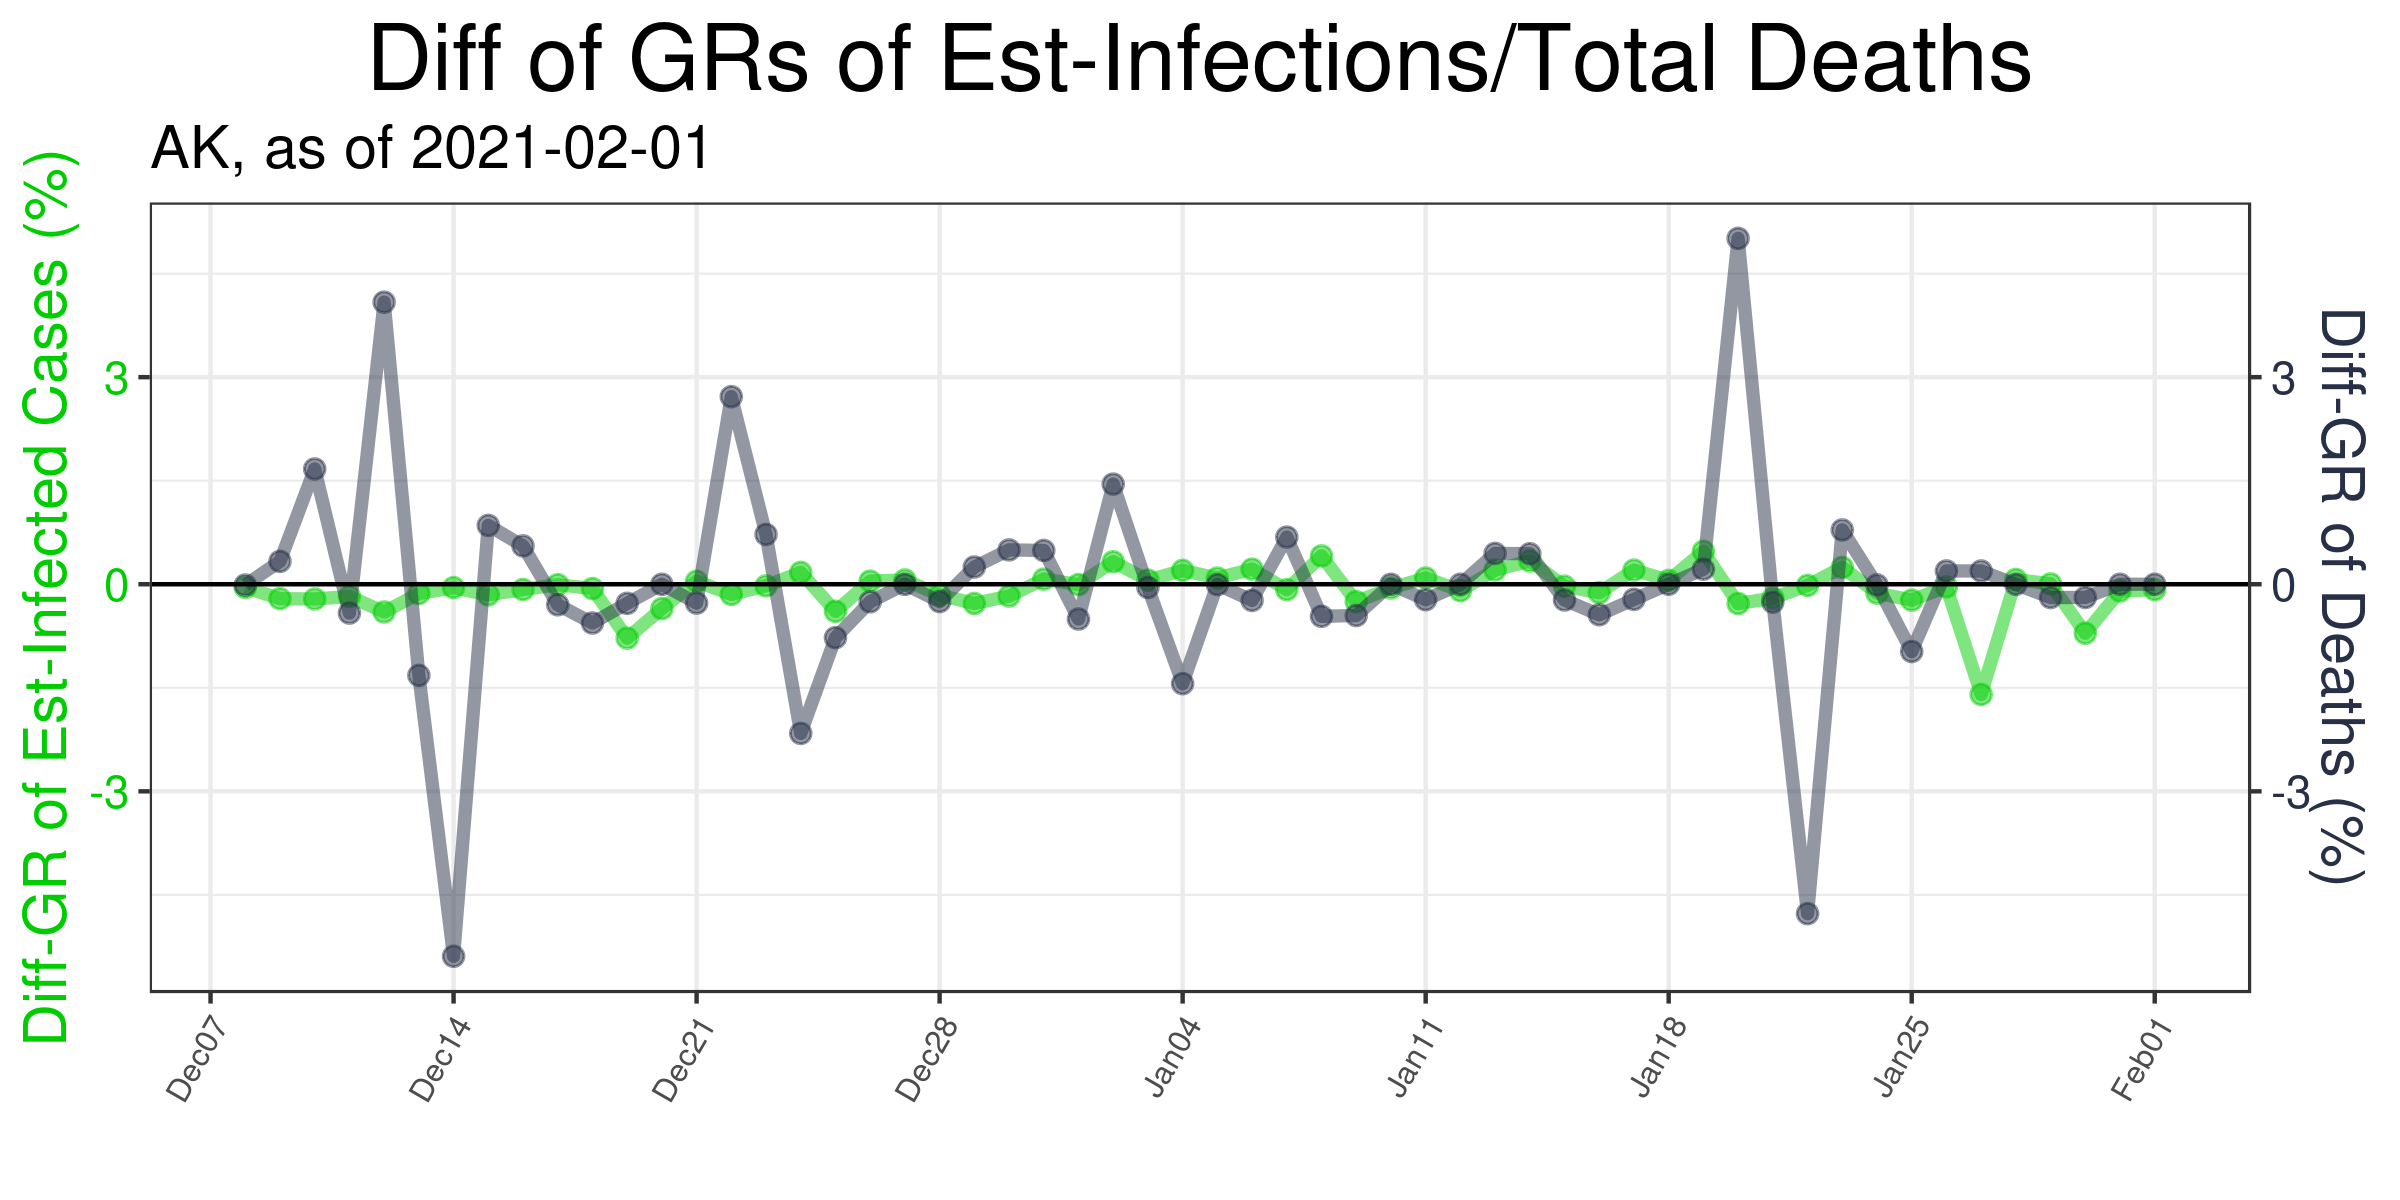 Diff of GRs of Est-Infections/Total Deaths
AK, as of 2021-02-01
Diff-GR of Est-Infected Cases (%)
3
0
-3
3
0
-3
Diff-GR of Deaths (%)
Dec07
Dec14
Dec21
Dec28
Jan04
Jan11
Jan18
Jan25
Feb01